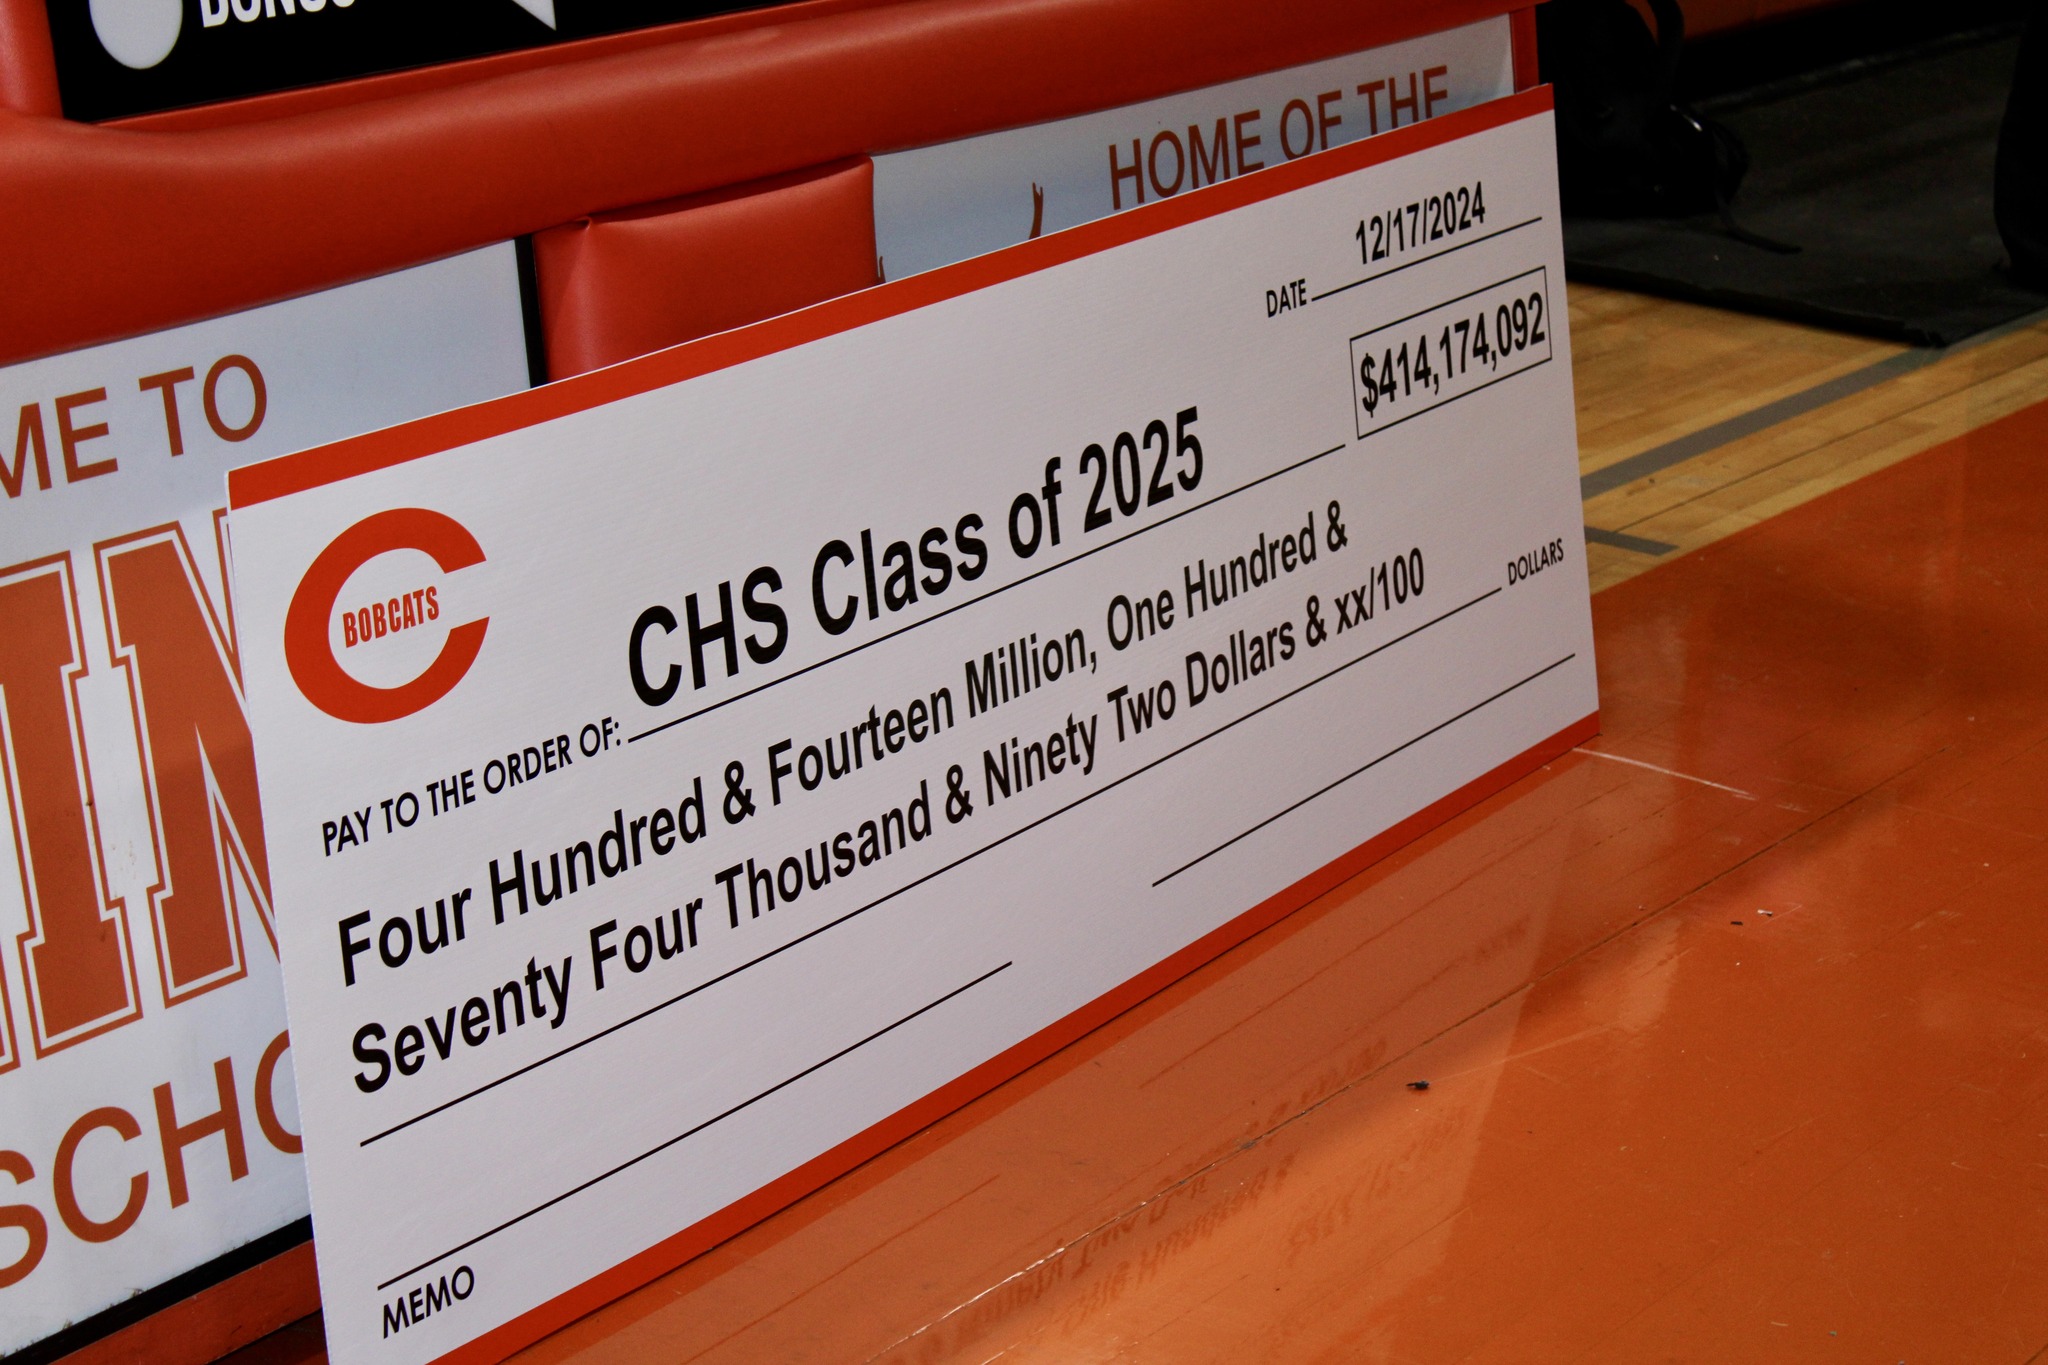 BONUS
HOME OF THE
ME TO
IN
SCHO
DATE 12/17/2024
$414,174,092
BOBCATS
PAY TO THE ORDER OF: CHS Class of 2025
Four Hundred & Fourteen Million, One Hundred &
Seventy Four Thousand & Ninety Two Dollars & xx/100 DOLLARS
MEMO